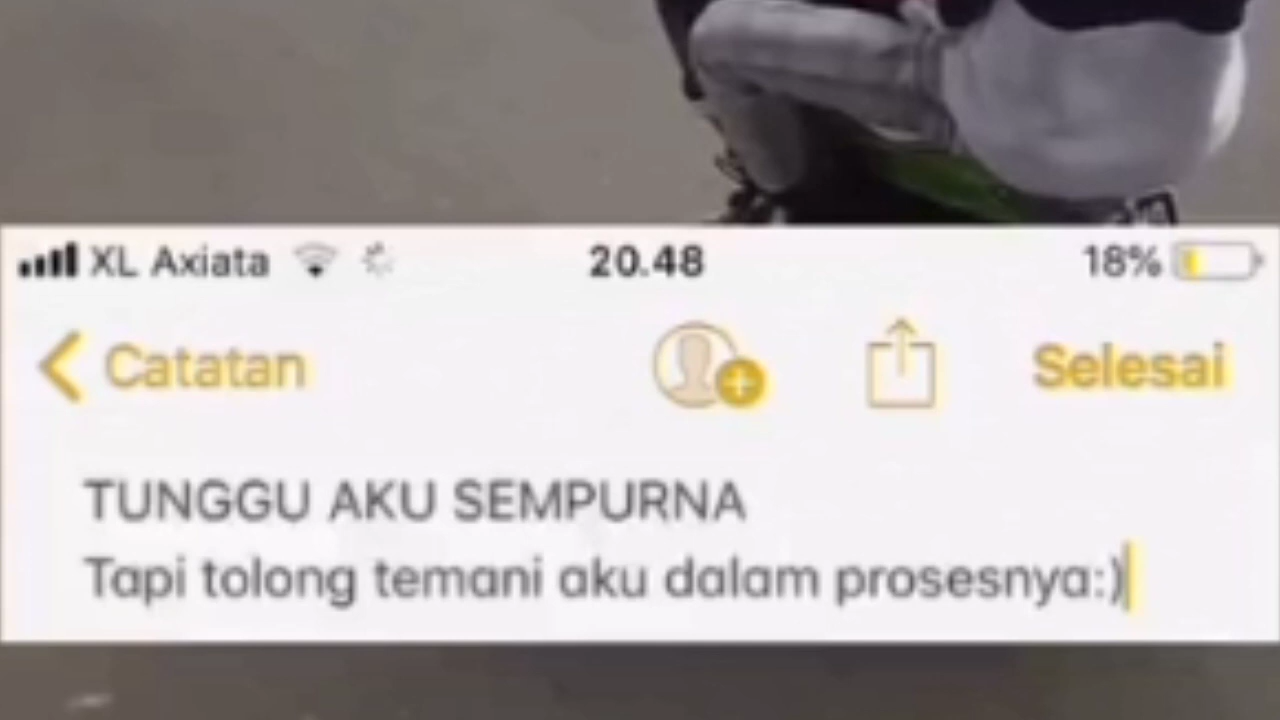 XL Axiata 20.48 18%
Catatan Selesai
TUNGGU AKU SEMPURNA
Tapi tolong temani aku dalam prosesnya:)